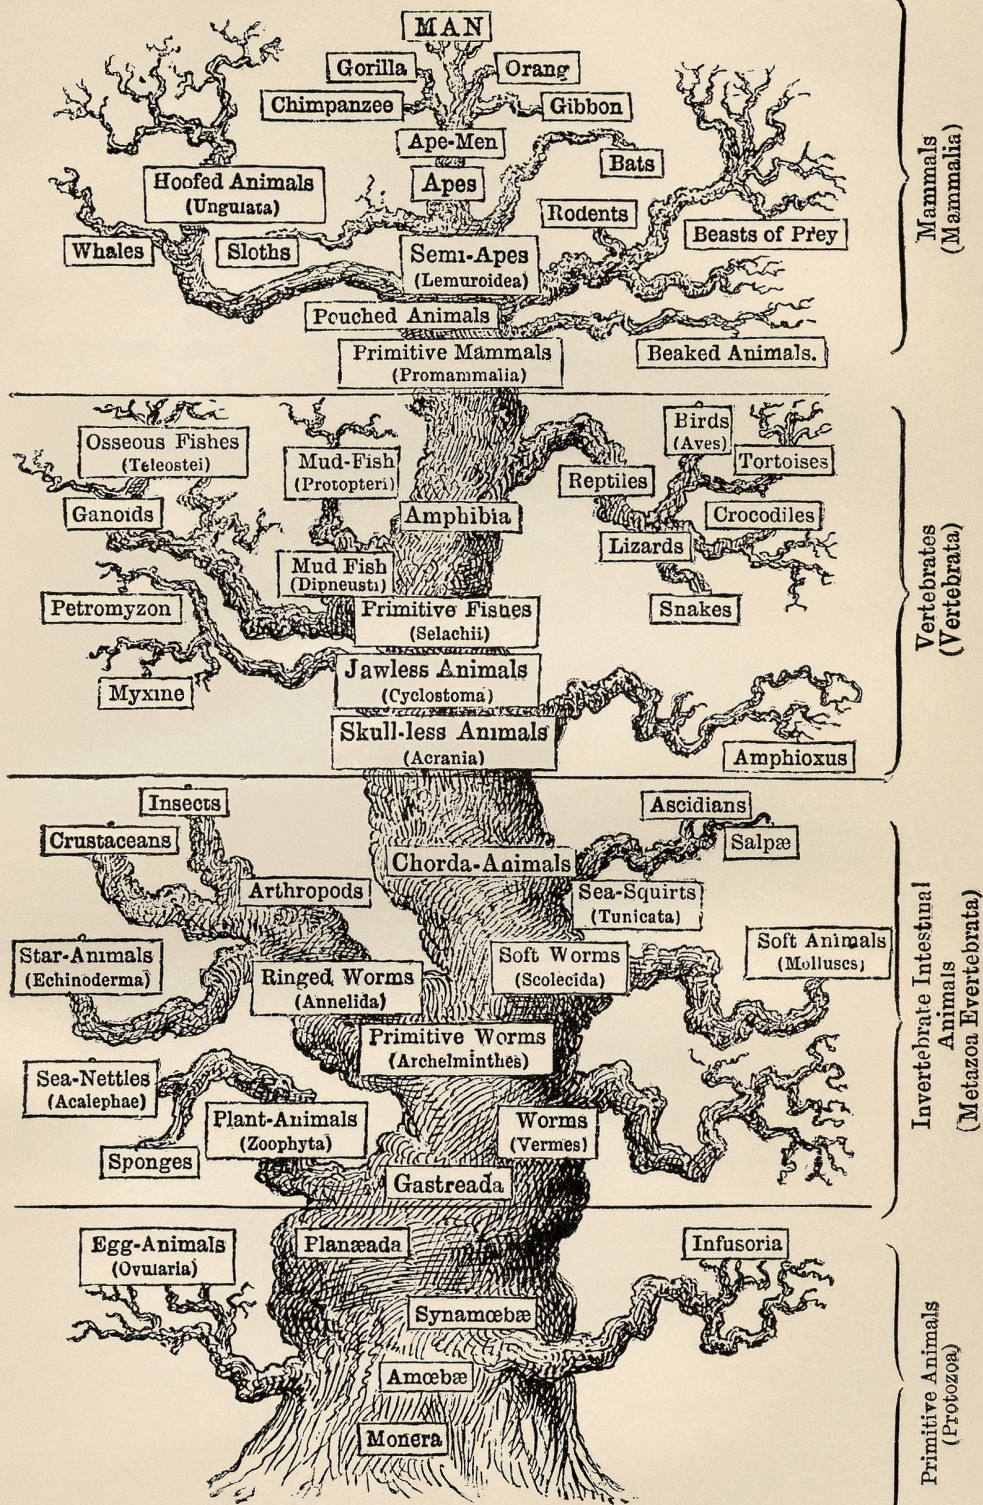 MAN
Gorilla
Orang
Chimpanzee
Gibbon
Ape-Men
Bats
Hoofed Animals
(Ungulata)
Apes
Rodents
Beasts of Prey
Whales
Sloths
Semi-Apes
(Lemuroidea)
Pouched Animals
Primitive Mammals
(Promammalia)
Beaked Animals.
Mammals
(Mammalia)
Osseous Fishes
(Teleostei)
Mud-Fish
(Protopteri)
Birds
(Aves)
Tortoises
Reptiles
Ganoids
Amphibia
Crocodiles
Lizards
Mud Fish
(Dipneusti)
Petromyzon
Primitive Fishes
(Selachii)
Snakes
Jawless Animals
(Cyclostoma)
Myxine
Skull-less Animals
(Acrania)
Amphioxus
Vertebrates
(Vertebrata)
Insects
Ascidians
Crustaceans
Salpæ
Chorda-Animals
Arthropods
Sea-Squirts
(Tunicata)
Star-Animals
(Echinoderma)
Ringed Worms
(Annelida)
Soft Worms
(Scolecida)
Soft Animals
(Molluscs)
Primitive Worms
(Archelminthes)
Sea-Nettles
(Acalephae)
Plant-Animals
(Zoophyta)
Worms
(Vermes)
Sponges
Gastreada
Invertebrate Intestinal
Animals
(Metazoa Evertebrata)
Egg-Animals
(Ovularia)
Planæada
Infusoria
Synamœbæ
Amœbæ
Monera
Primitive Animals
(Protozoa)